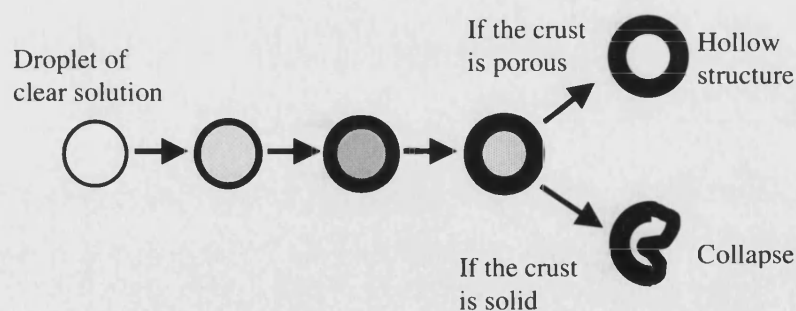 Droplet of
clear solution
If the crust
is porous
Hollow
structure
If the crust
is solid
Collapse